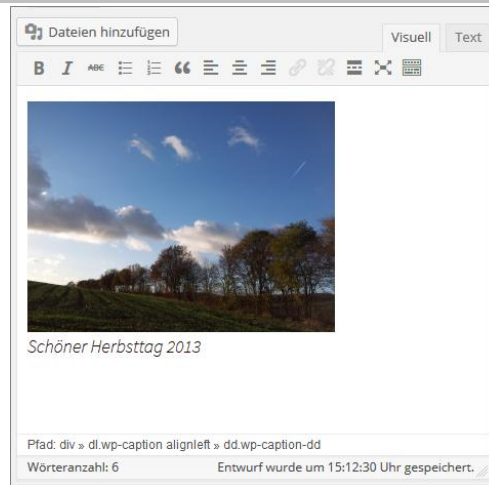 Dateien hinzufügen
Visuell Text
B I ABC
Schöner Herbsttag 2013
Pfad: div » dl.wp-caption alignleft » dd.wp-caption-dd
Wörteranzahl: 6 Entwurf wurde um 15:12:30 Uhr gespeichert.